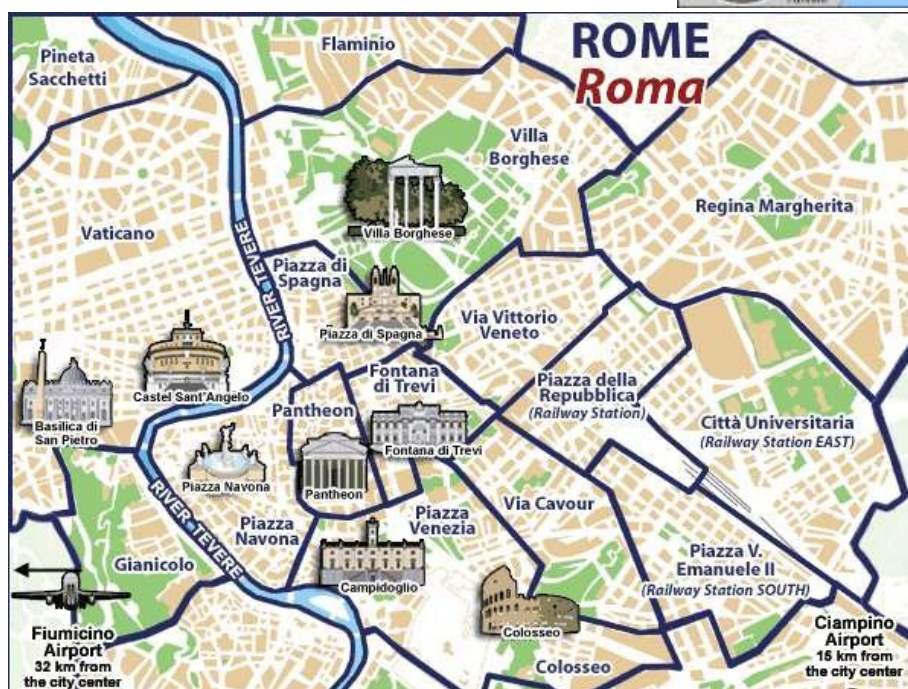 ROME
Roma
Pineta
Sacchetti
Flaminio
Villa
Borghese
Regina Margherita
Vaticano
Villa Borghese
RIVER TEVERE
RIVER TEVERE
Piazza di
Spagna
Piazza di Spagna
Via Vittorio
Veneto
Fontana
di Trevi
Piazza della
Repubblica
(Railway Station)
Castel Sant'Angelo
Basilica di
San Pietro
Pantheon
Fontana di Trevi
Città Universitaria
(Railway Station EAST)
Piazza Navona
Pantheon
Via Cavour
RIVER TEVERE
Piazza
Navona
Piazza
Venezia
Gianicolo
Campidoglio
Piazza V.
Emanuele II
(Railway Station SOUTH)
Colosseo
Colosseo
Fiumicino
Airport
32 km from
the city center
Ciampino
Airport
15 km from
the city center